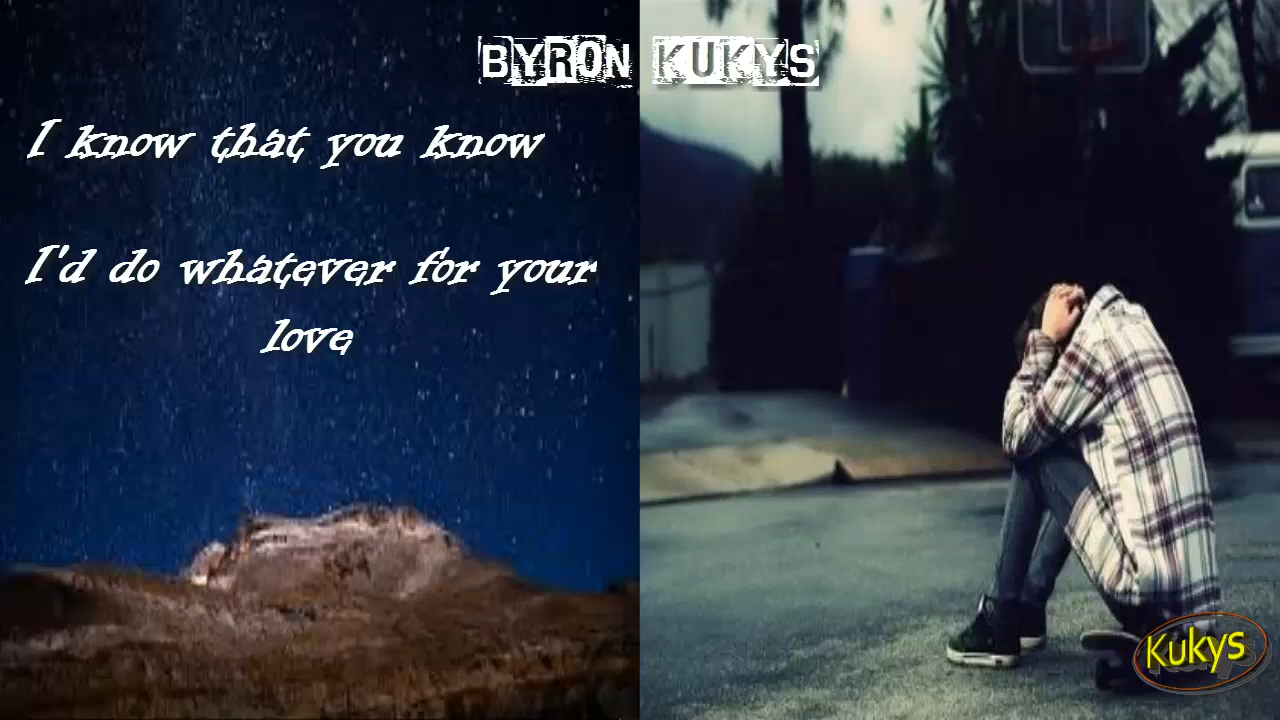 BYRON KUKYS
I know that you know
I'd do whatever for your
love
Kukys